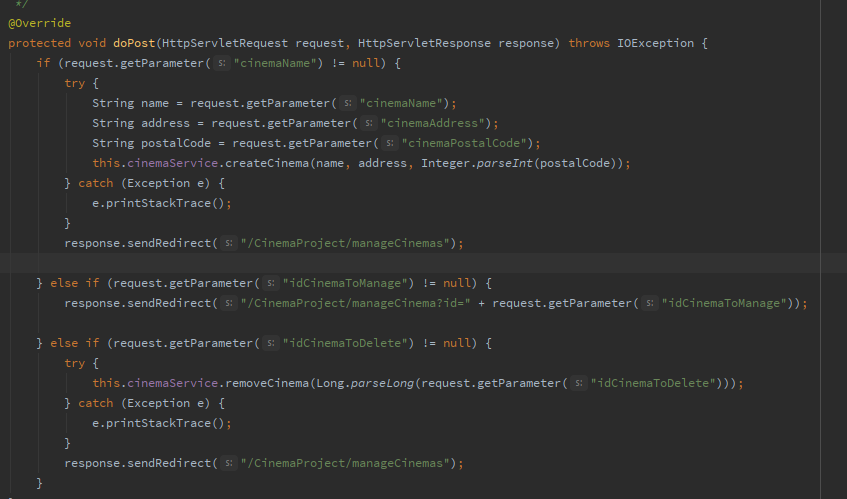 */
@Override
protected void doPost(HttpServletRequest request, HttpServletResponse response) throws IOException {
if (request.getParameter( s: "cinemaName") != null) {
try {
String name = request.getParameter( s: "cinemaName");
String address = request.getParameter( s: "cinemaAddress");
String postalCode = request.getParameter( s: "cinemaPostalCode");
this.cinemaService.createCinema(name, address, Integer.parseInt(postalCode));
} catch (Exception e) {
e.printStackTrace();
}
response.sendRedirect( s: "/CinemaProject/manageCinemas");
} else if (request.getParameter( s: "idCinemaToManage") != null) {
response.sendRedirect( s: "/CinemaProject/manageCinema?id=" + request.getParameter( s: "idCinemaToManage"));
} else if (request.getParameter( s: "idCinemaToDelete") != null) {
try {
this.cinemaService.removeCinema(Long.parseLong(request.getParameter( s: "idCinemaToDelete")));
} catch (Exception e) {
e.printStackTrace();
}
response.sendRedirect( s: "/CinemaProject/manageCinemas");
}